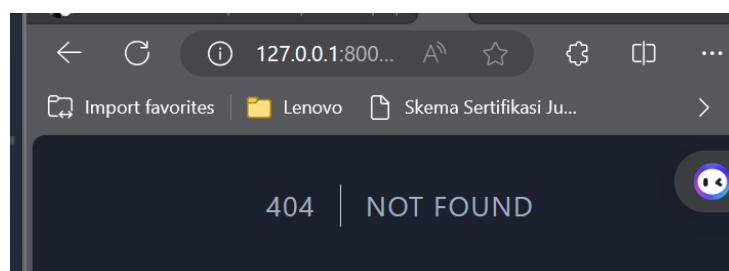 127.0.0.1:800...
Import favorites Lenovo Skema Sertifikasi Ju...
404 NOT FOUND